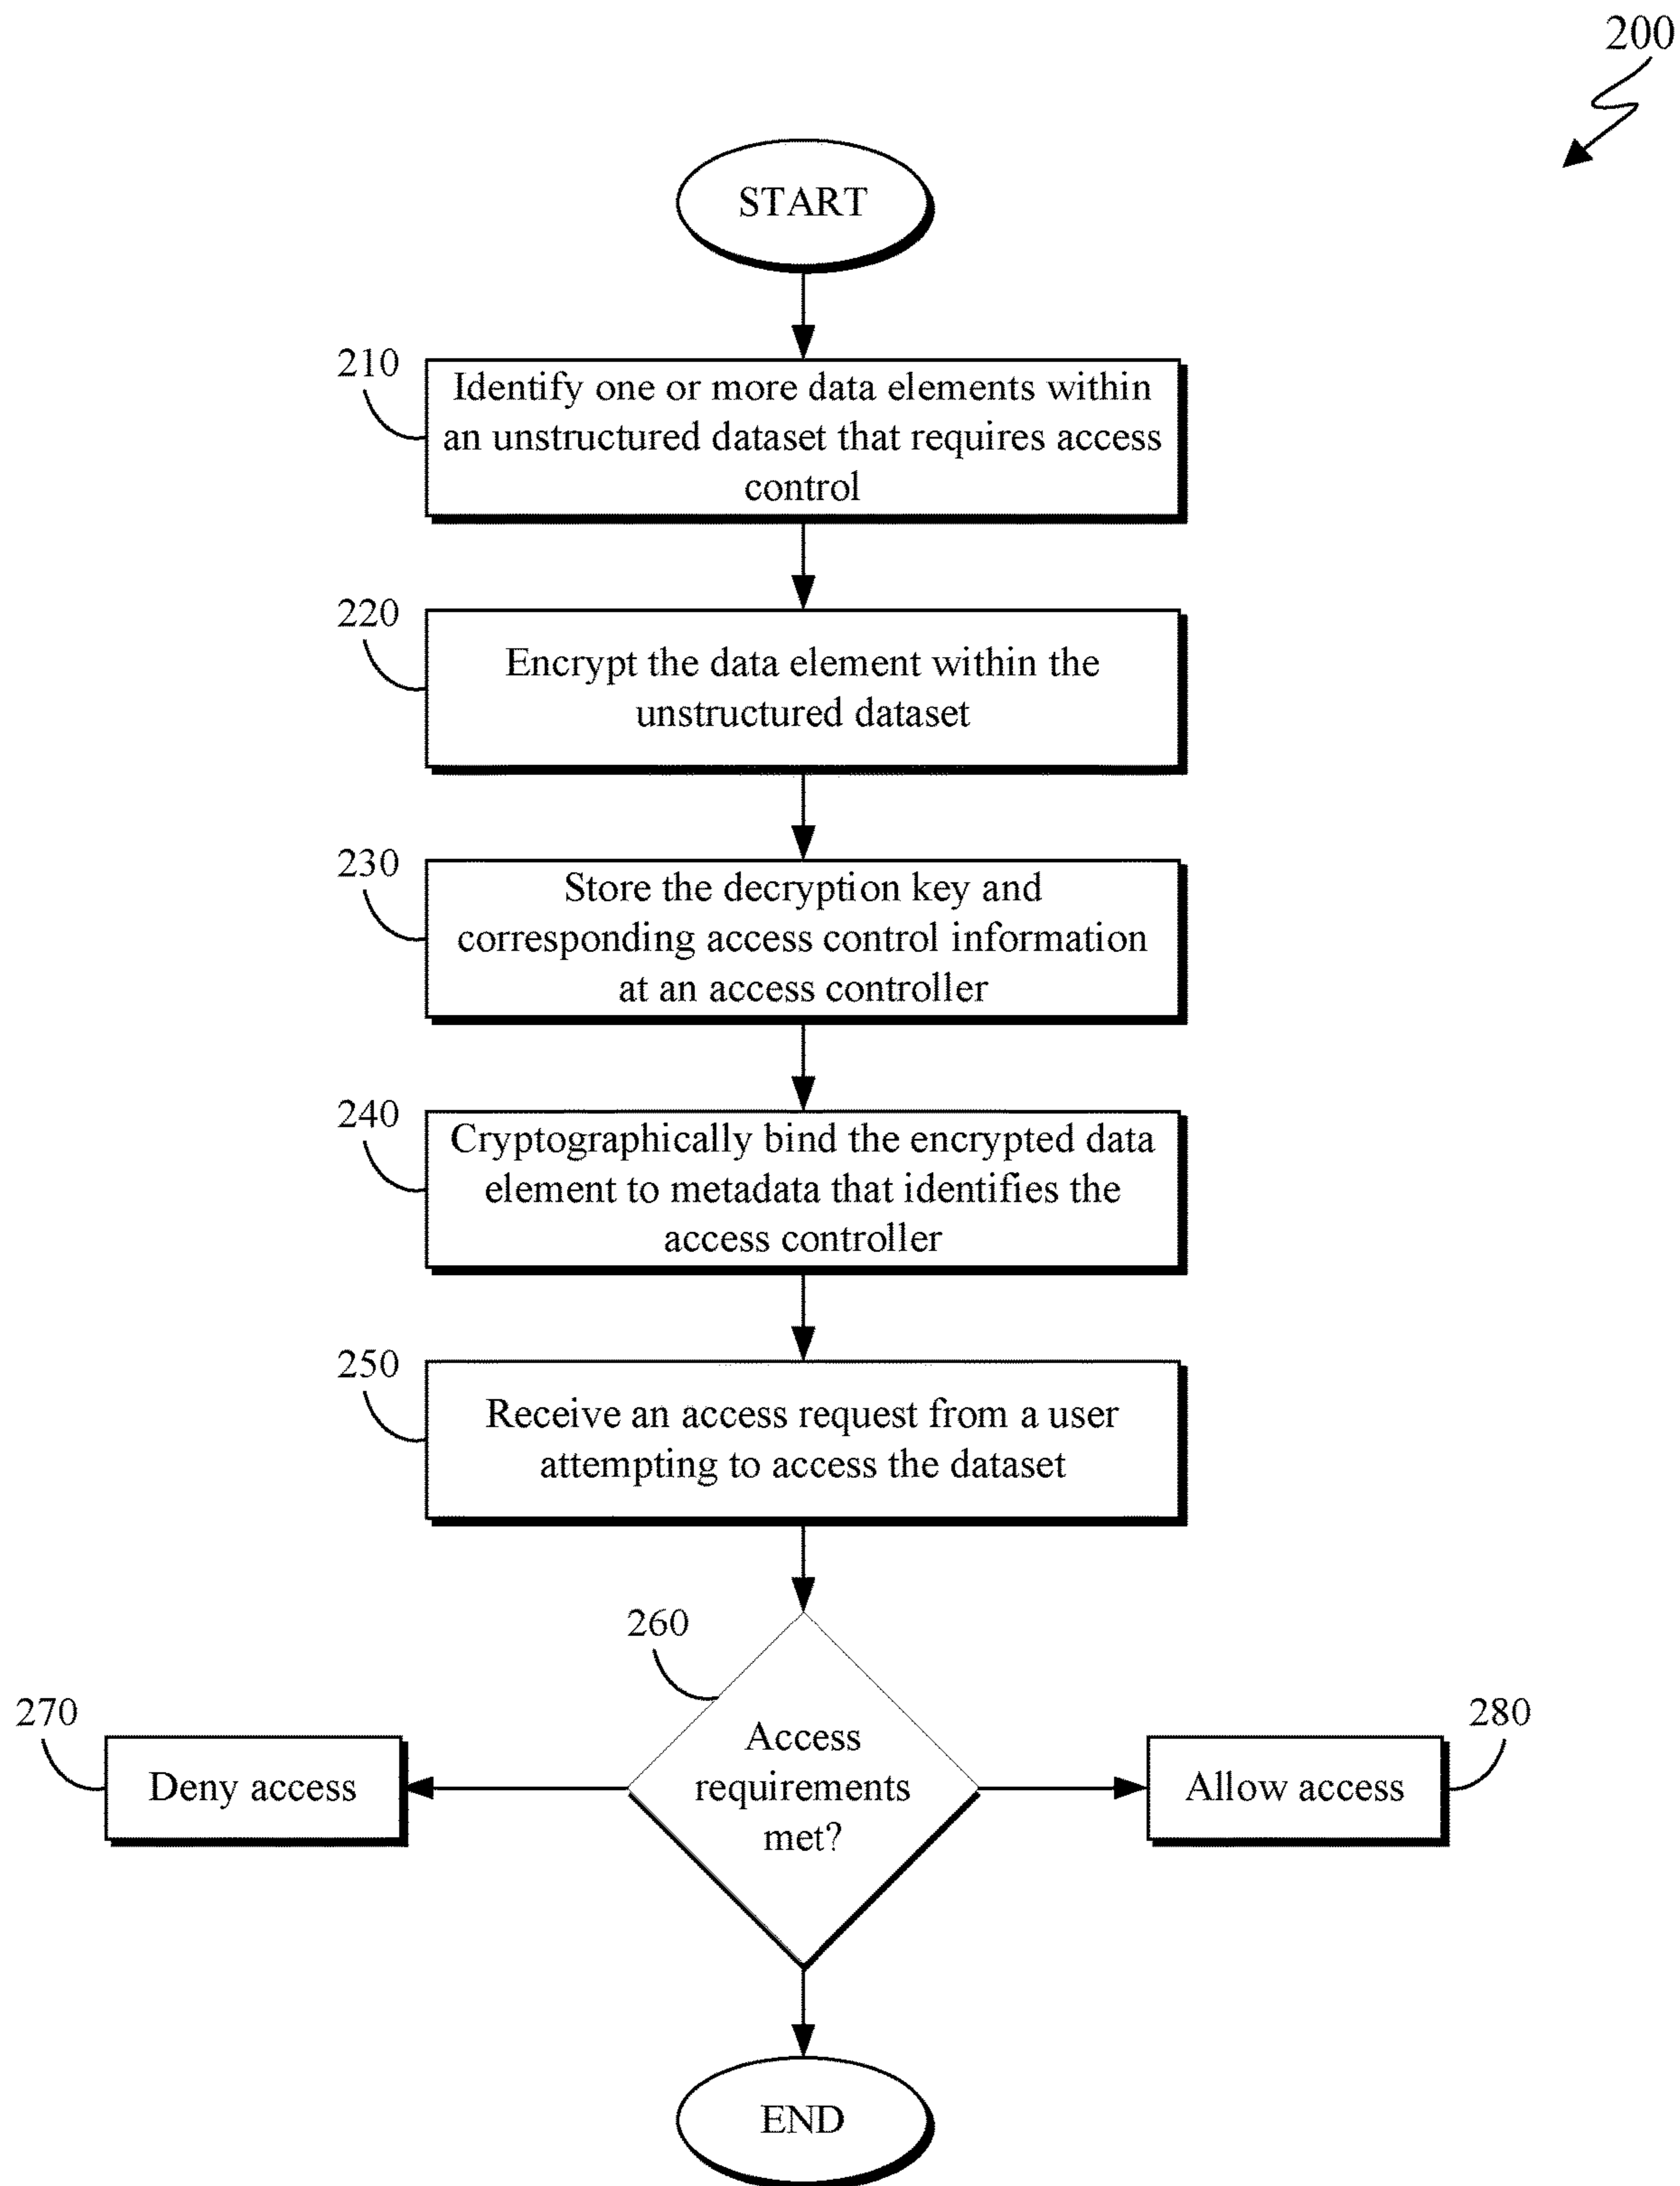 200
START
210
Identify one or more data elements within
an unstructured dataset that requires access
control
220
Encrypt the data element within the
unstructured dataset
230
Store the decryption key and
corresponding access control information
at an access controller
240
Cryptographically bind the encrypted data
element to metadata that identifies the
access controller
250
Receive an access request from a user
attempting to access the dataset
260
Access
requirements
met?
270
Deny access
280
Allow access
END